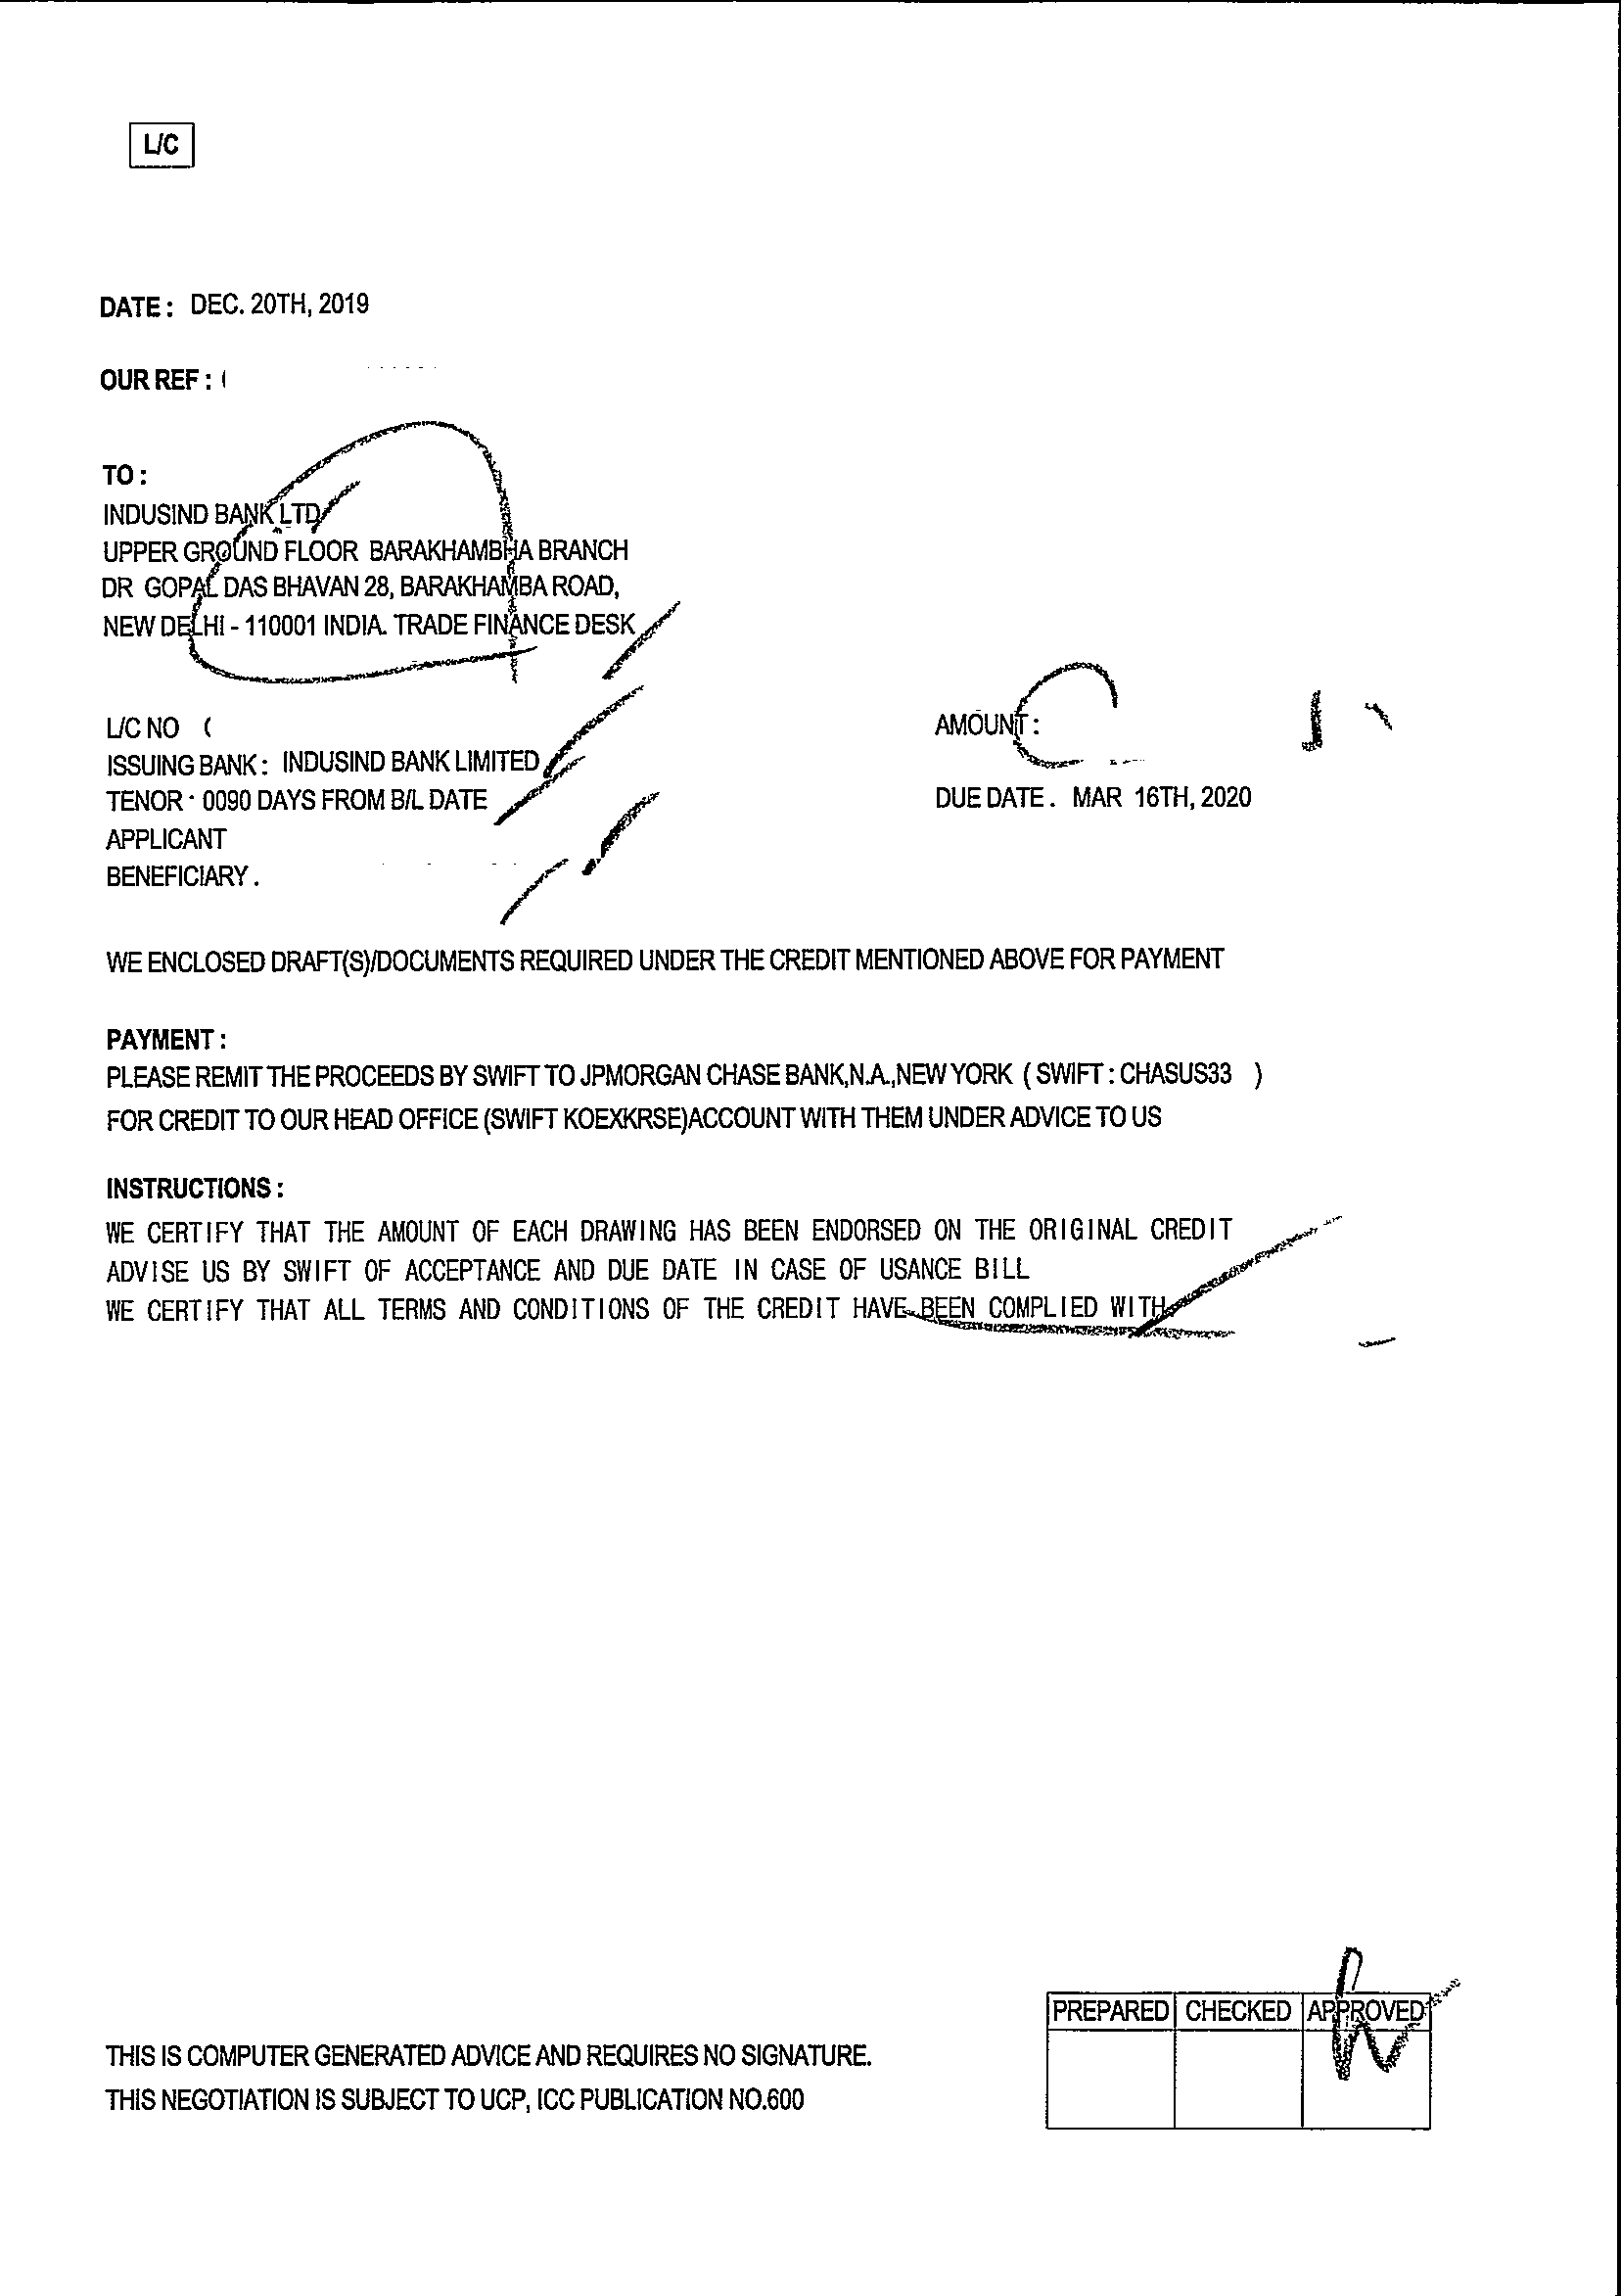 L/C
DATE : DEC. 20TH, 2019
OUR REF : (
TO :
INDUSIND BANK LTD
UPPER GROUND FLOOR BARAKHAMBHA BRANCH
DR GOPAL DAS BHAVAN 28, BARAKHAMBA ROAD,
NEW DELHI - 110001 INDIA. TRADE FINANCE DESK
L/C NO (
AMOUNT :
ISSUING BANK : INDUSIND BANK LIMITED
TENOR · 0090 DAYS FROM B/L DATE
DUE DATE . MAR 16TH, 2020
APPLICANT
BENEFICIARY .
WE ENCLOSED DRAFT(S)/DOCUMENTS REQUIRED UNDER THE CREDIT MENTIONED ABOVE FOR PAYMENT
PAYMENT :
PLEASE REMIT THE PROCEEDS BY SWIFT TO JPMORGAN CHASE BANK,N.A.,NEW YORK ( SWIFT : CHASUS33 )
FOR CREDIT TO OUR HEAD OFFICE (SWIFT KOEXKRSE)ACCOUNT WITH THEM UNDER ADVICE TO US
INSTRUCTIONS :
WE CERTIFY THAT THE AMOUNT OF EACH DRAWING HAS BEEN ENDORSED ON THE ORIGINAL CREDIT
ADVISE US BY SWIFT OF ACCEPTANCE AND DUE DATE IN CASE OF USANCE BILL
WE CERTIFY THAT ALL TERMS AND CONDITIONS OF THE CREDIT HAVE BEEN COMPLIED WITH
PREPARED CHECKED APPROVED
THIS IS COMPUTER GENERATED ADVICE AND REQUIRES NO SIGNATURE.
THIS NEGOTIATION IS SUBJECT TO UCP, ICC PUBLICATION NO.600